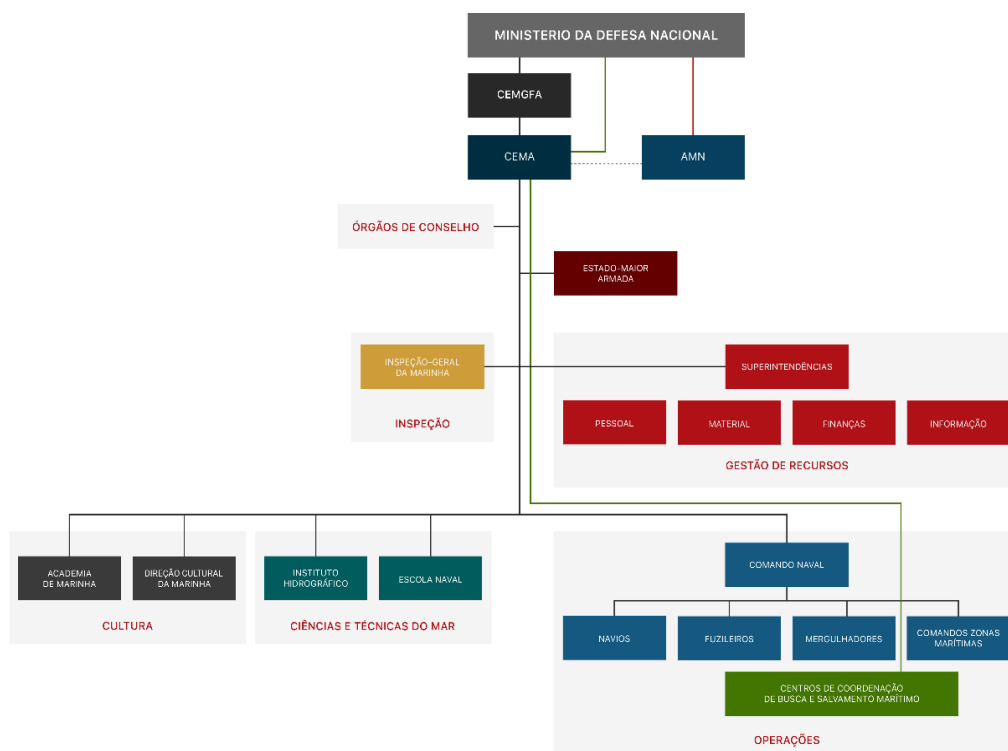 MINISTERIO DA DEFESA NACIONAL
CEMGFA
CEMA
AMN
ÓRGÃOS DE CONSELHO
ESTADO-MAIOR
ARMADA
INSPEÇÃO-GERAL
DA MARINHA
INSPEÇÃO
SUPERINTENDÊNCIAS
PESSOAL
MATERIAL
FINANÇAS
INFORMAÇÃO
GESTÃO DE RECURSOS
ACADEMIA
DE MARINHA
DIREÇÃO CULTURAL
DA MARINHA
CULTURA
INSTITUTO
HIDROGRÁFICO
ESCOLA NAVAL
CIÊNCIAS E TÉCNICAS DO MAR
COMANDO NAVAL
NAVIOS
FUZILEIROS
MERGULHADORES
COMANDOS ZONAS
MARÍTIMAS
CENTROS DE COORDENAÇÃO
DE BUSCA E SALVAMENTO MARÍTIMO
OPERAÇÕES